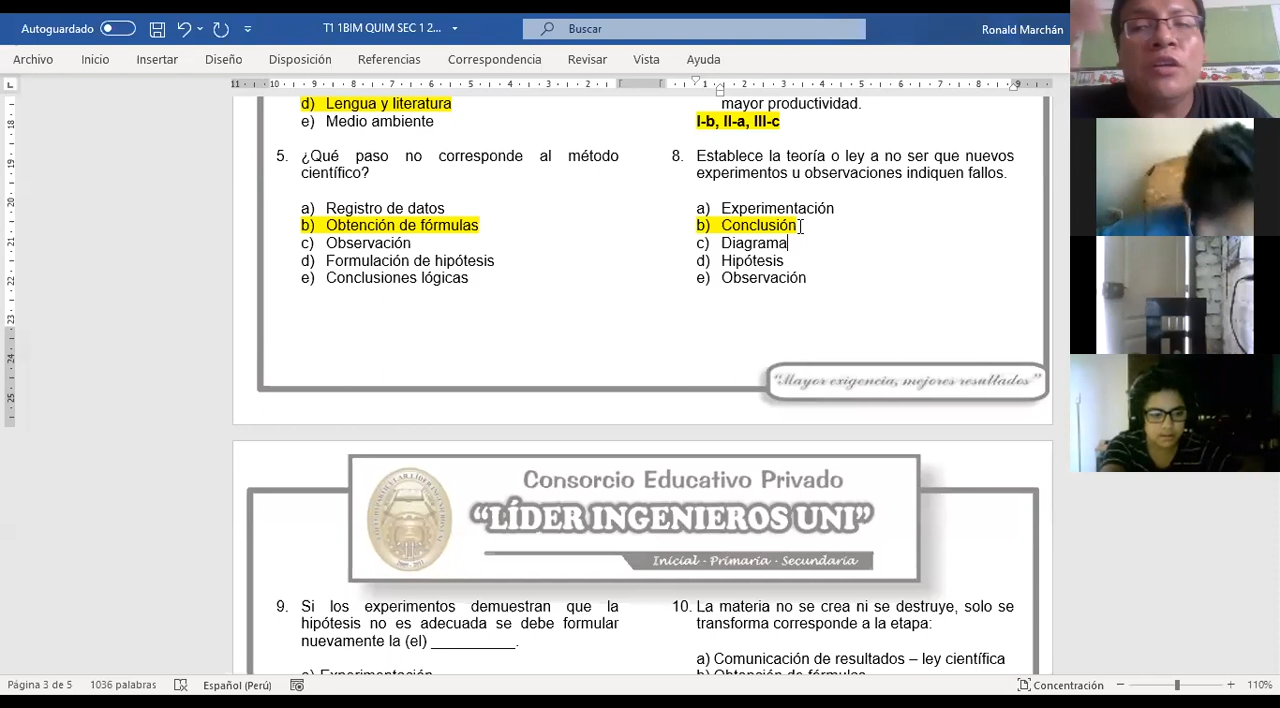 Autoguardado
T1 1BIM QUIM SEC 1 2...
Buscar
Ronald Marchán
Archivo
Inicio
Insertar
Diseño
Disposición
Referencias
Correspondencia
Revisar
Vista
Ayuda
d) Lengua y literatura
e) Medio ambiente
5. ¿Qué paso no corresponde al método
científico?
a) Registro de datos
b) Obtención de fórmulas
c) Observación
d) Formulación de hipótesis
e) Conclusiones lógicas
mayor productividad.
I-b, II-a, III-c
8. Establece la teoría o ley a no ser que nuevos
experimentos u observaciones indiquen fallos.
a) Experimentación
b) Conclusión
c) Diagrama
d) Hipótesis
e) Observación
"Mayor exigencia, mejores resultados"
Consorcio Educativo Privado
"LÍDER INGENIEROS UNI"
Inicial - Primaria - Secundaria
9. Si los experimentos demuestran que la
hipótesis no es adecuada se debe formular
nuevamente la (el) __________.
a) Experimentación
10. La materia no se crea ni se destruye, solo se
transforma corresponde a la etapa:
a) Comunicación de resultados – ley científica
b) Obtención de fórmulas
Página 3 de 5
1036 palabras
Español (Perú)
Concentración
110%